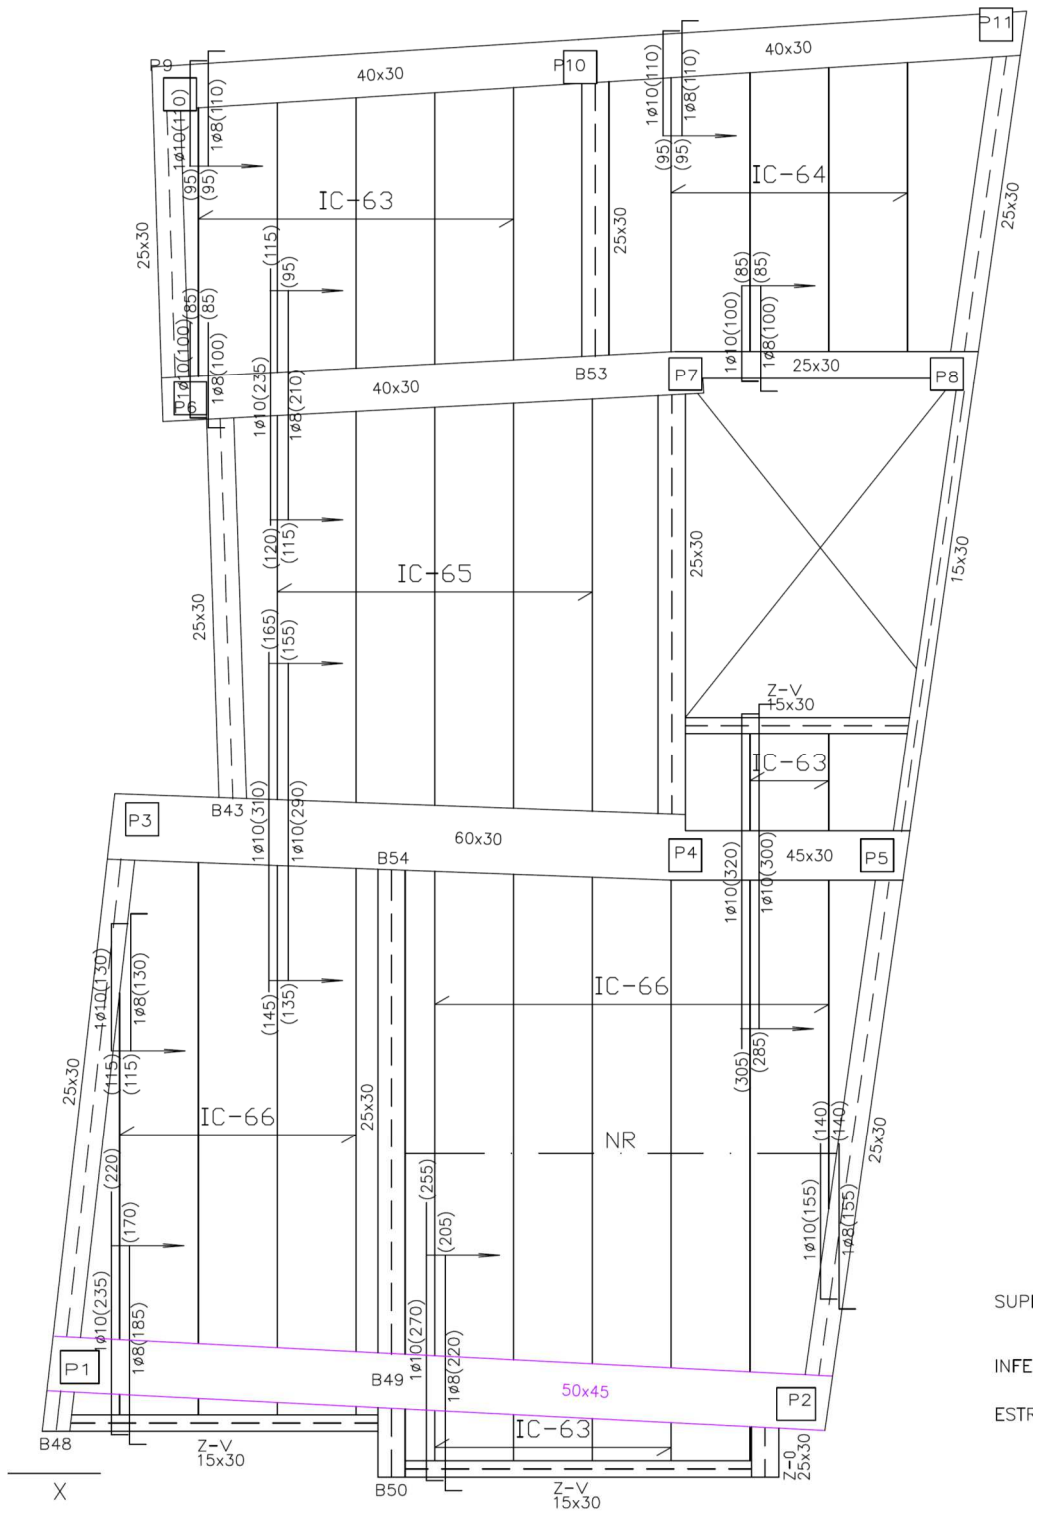 P11
P9
40x30
P10
40x30
1ø10(110)
1ø8(110)
1ø10(110)
1ø8(110)
(95)
(95)
(95)
(95)
IC-63
IC-64
25x30
25x30
25x30
(115)
(95)
(85)
(85)
(85)
(85)
1ø10(100)
1ø8(100)
1ø10(235)
1ø8(210)
1ø10(100)
1ø8(100)
40x30
B53
P7
25x30
P8
P6
(120)
(115)
25x30
15x30
IC-65
25x30
(165)
(155)
Z-V
15x30
IC-63
1ø10(310)
1ø10(290)
B43
P3
60x30
B54
P4
45x30
P5
1ø10(320)
1ø10(300)
1ø10(130)
1ø8(130)
(145)
(135)
IC-66
(115)
(115)
(305)
(285)
25x30
IC-66
25x30
NR
(140)
(140)
25x30
(220)
(170)
(255)
(205)
1ø10(155)
1ø8(155)
1ø10(235)
1ø8(185)
1ø10(270)
1ø8(220)
SUPI
INFE
ESTR
P1
B49
50x45
P2
IC-63
B48
Z-V
15x30
Z-0
25x30
X
B50
Z-V
15x30